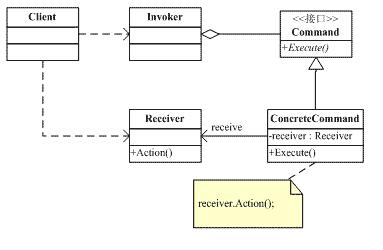 Client
Invoker
<<接口>>
Command
+Execute()
Receiver
+Action()
receive
ConcreteCommand
-receiver : Receiver
+Execute()
receiver.Action();